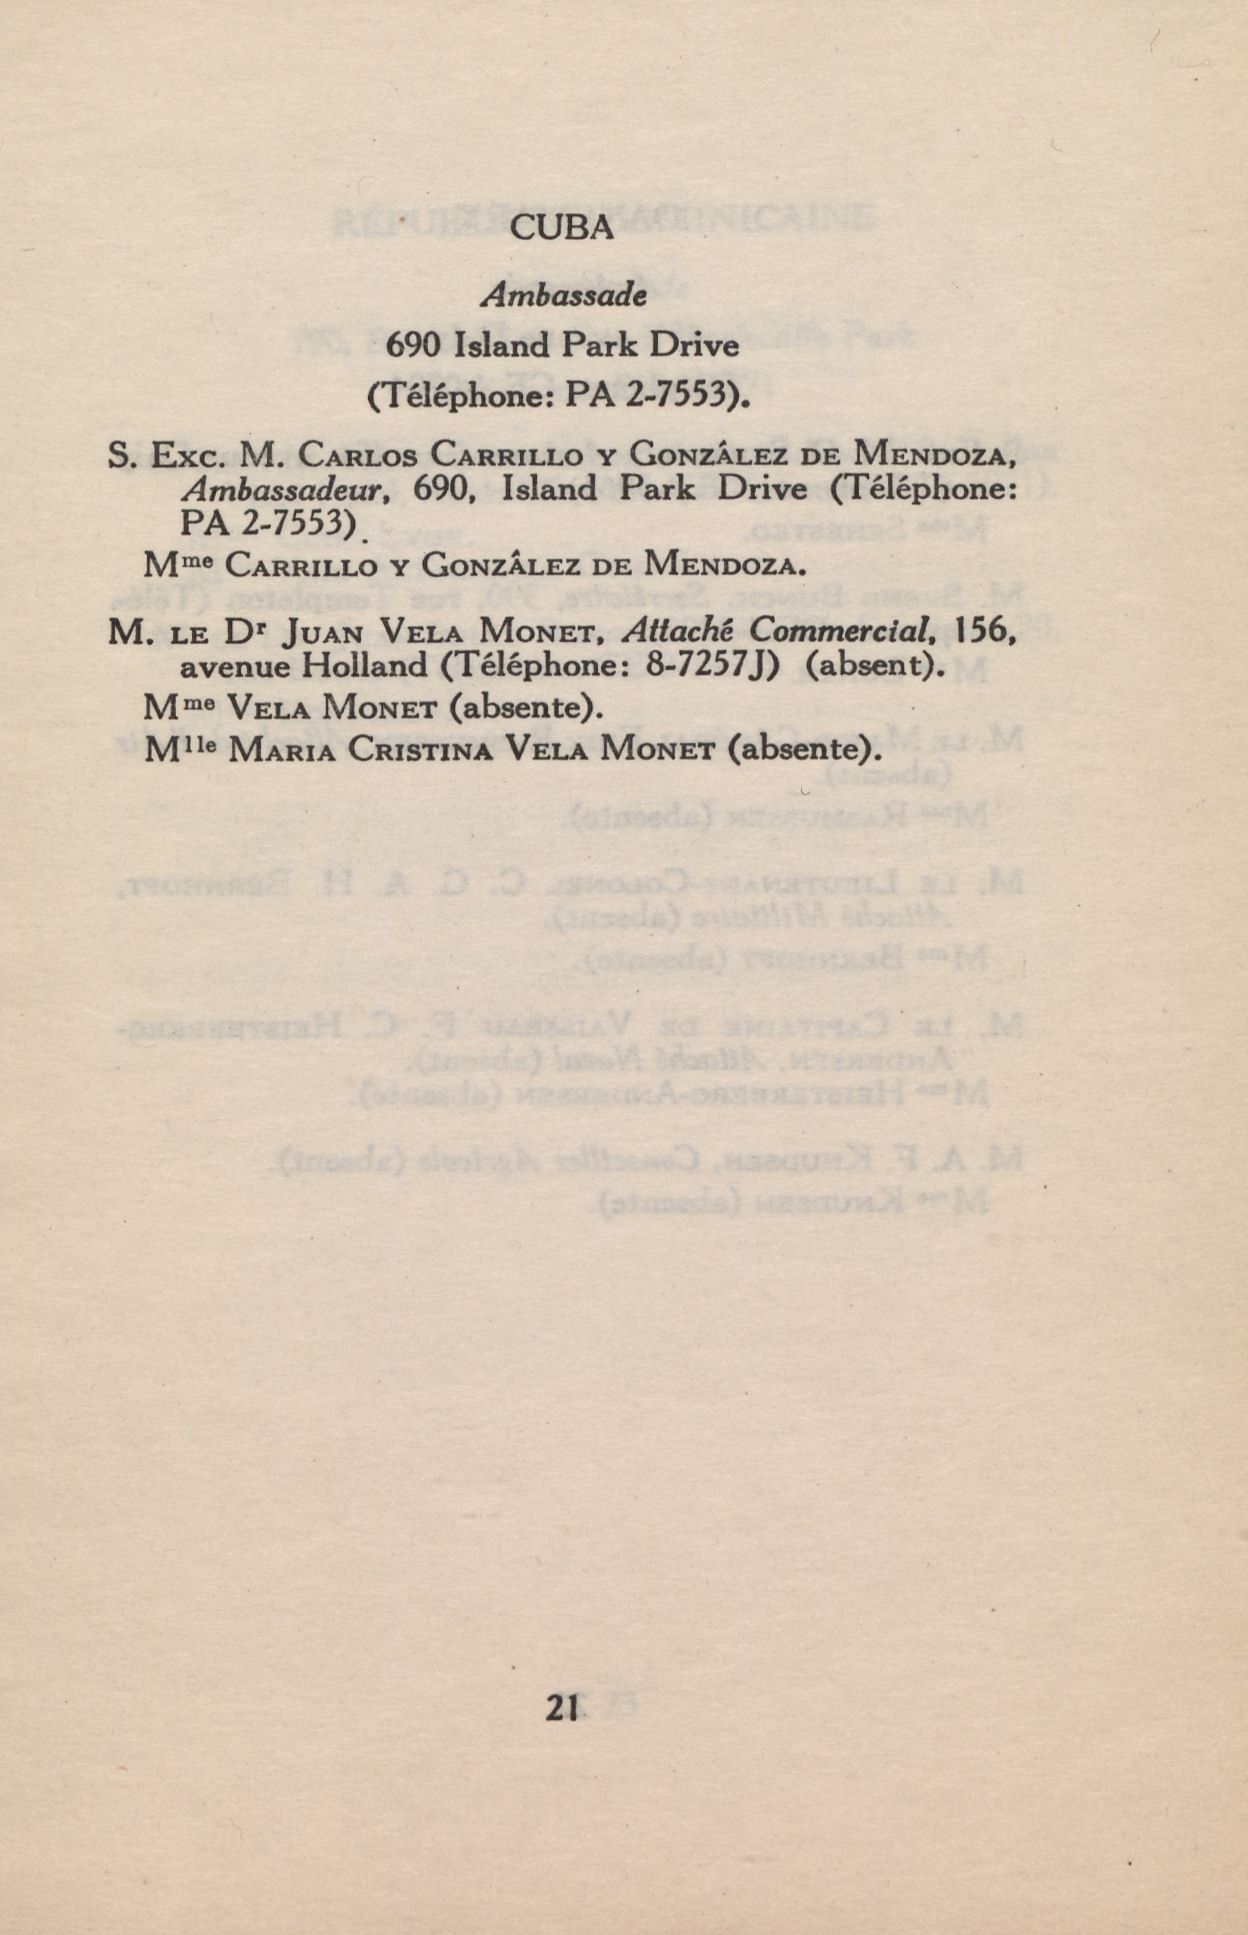 CUBA
Ambassade
690 Island Park Drive
(Téléphone: PA 2-7553).
S. Exc. M. Carlos Carrillo y Gonzâlez de Mendoza,
Ambassadeur, 690, Island Park Drive (Téléphone:
PA 2-7553).
Mme Carrillo y Gonzâlez de Mendoza.
M. le Dr Juan Vela Monet, Attaché Commercial, 156,
avenue Holland (Téléphone: 8-7257J) (absent).
Mme Vela Monet (absente).
Mlle Maria Cristina Vela Monet (absente).
21